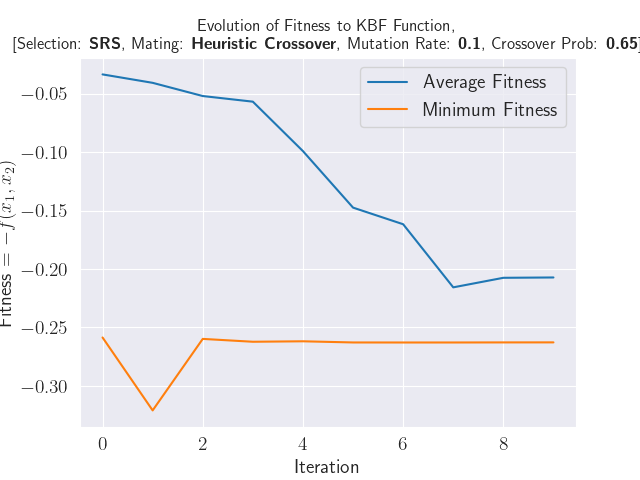 Evolution of Fitness to KBF Function,
[Selection: SRS, Mating: Heuristic Crossover, Mutation Rate: 0.1, Crossover Prob: 0.65]
Average Fitness
Minimum Fitness
−0.05
−0.10
−0.15
−0.20
−0.25
−0.30
Fitness = −f(x₁, x₂)
0 2 4 6 8
Iteration